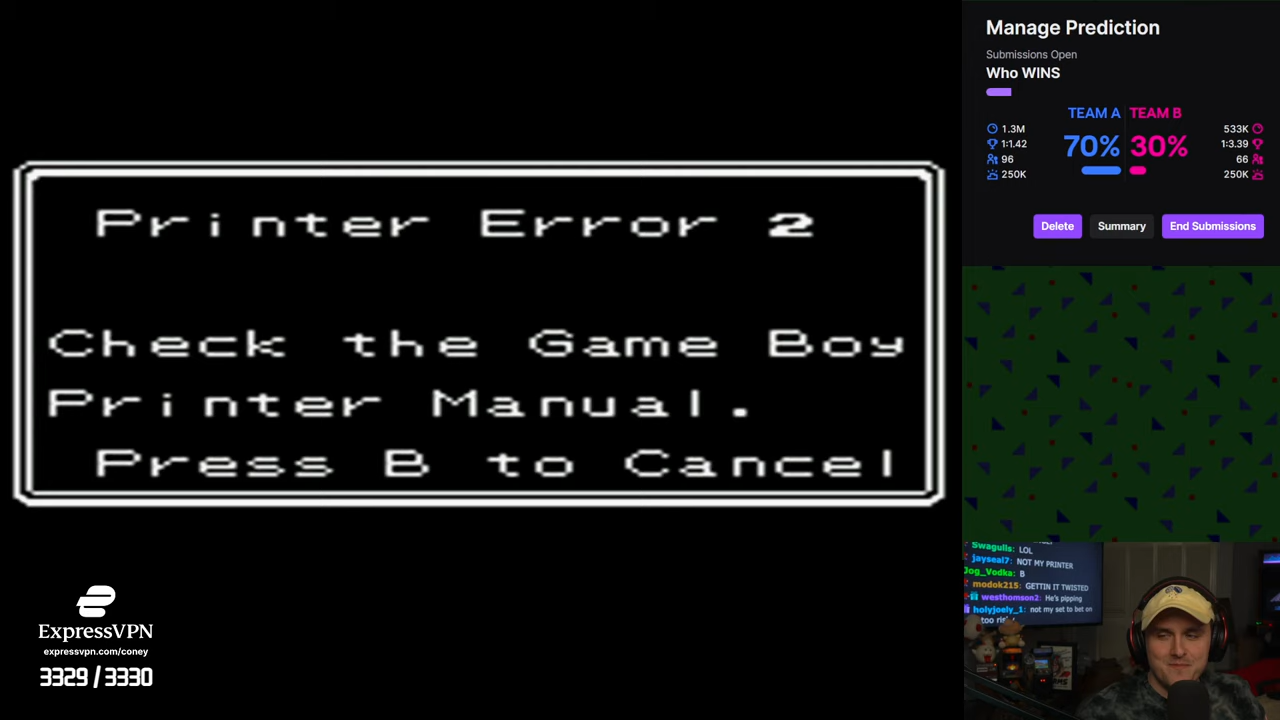 Printer Error 2
Check the Game Boy
Printer Manual.
Press B to Cancel
ExpressVPN
expressvpn.com/coney
3329 / 3330
Manage Prediction
Submissions Open
Who WINS
TEAM A TEAM B
1.3M 70% 30% 533K
1:1.42 1:3.39
96 66
250K 250K
Delete Summary End Submissions
Swagulls: LOL
jayseal7: NOT MY PRINTER
Jog_Vodka: B
modok215: GETTIN IT TWISTED
westhomson2: He's pipping
holyjoely_1: not my set to bet on
too